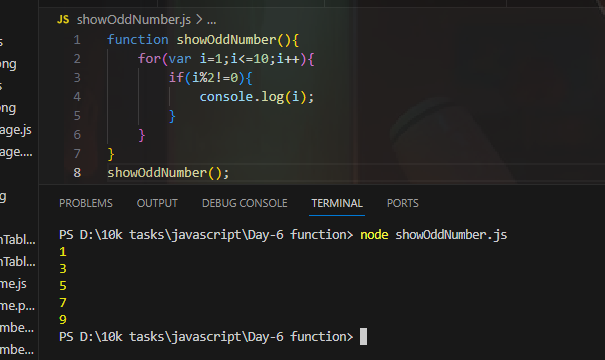 s
ong
s
ong
age.js
age....
g
nTabl...
nTabl...
me.js
me.p...
mbe...
mbe...
JS showOddNumber.js > ...
1 function showOddNumber(){
2 for(var i=1;i<=10;i++){
3 if(i%2!=0){
4 console.log(i);
5 }
6 }
7 }
8 showOddNumber();
PROBLEMS OUTPUT DEBUG CONSOLE TERMINAL PORTS
PS D:\10k tasks\javascript\Day-6 function> node showOddNumber.js
1
3
5
7
9
PS D:\10k tasks\javascript\Day-6 function>